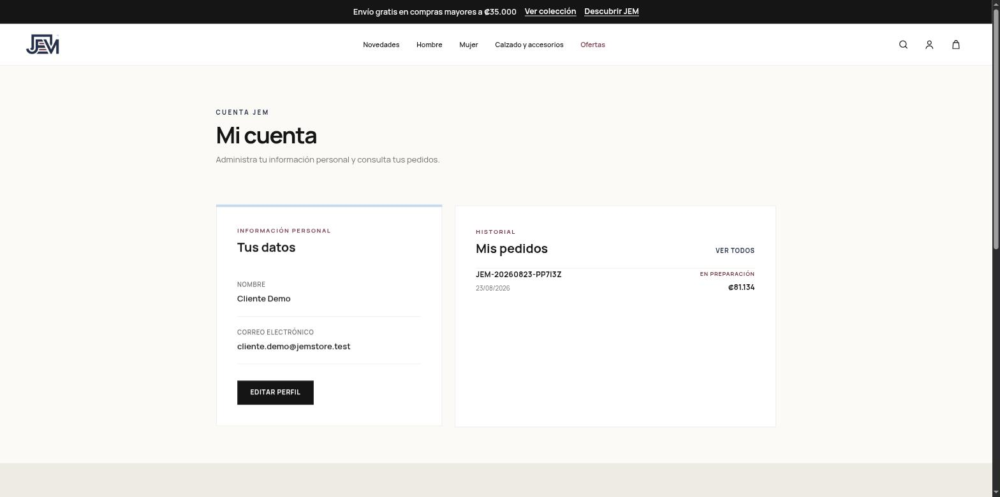 Envío gratis en compras mayores a ₡35.000 Ver colección Descubrir JEM
JEM
Novedades Hombre Mujer Calzado y accesorios Ofertas
CUENTA JEM
Mi cuenta
Administra tu información personal y consulta tus pedidos.
INFORMACIÓN PERSONAL
Tus datos
NOMBRE
Cliente Demo
CORREO ELECTRÓNICO
cliente.demo@jemstore.test
EDITAR PERFIL
HISTORIAL
Mis pedidos
VER TODOS
JEM-20260823-PP7I3Z
EN PREPARACIÓN
23/08/2026
₡81.134